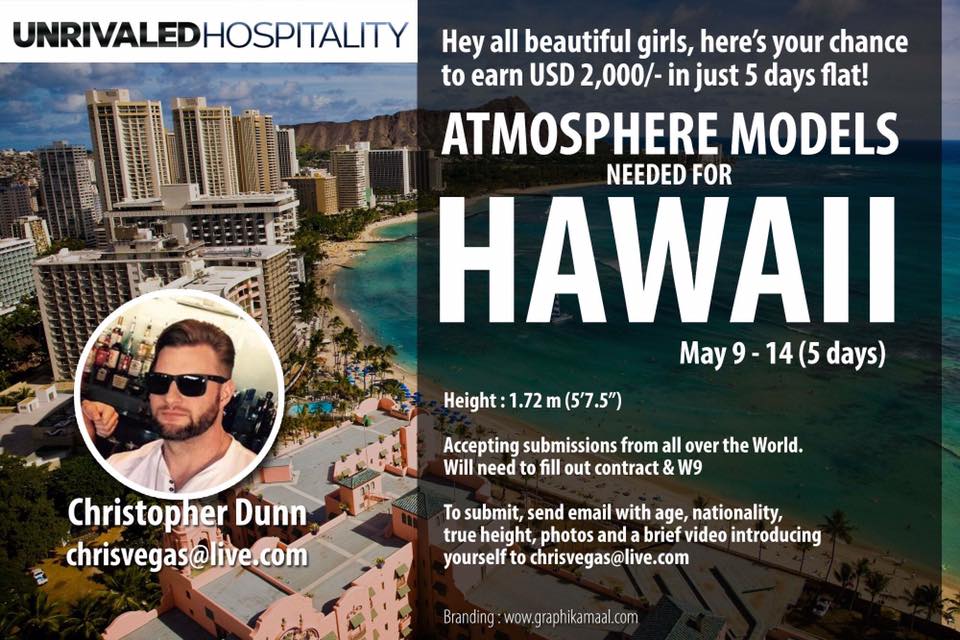 UNRIVALEDHOSPITALITY
Hey all beautiful girls, here's your chance
to earn USD 2,000/- in just 5 days flat!
ATMOSPHERE MODELS
NEEDED FOR
HAWAII
May 9 - 14 (5 days)
Height : 1.72 m (5'7.5")
Accepting submissions from all over the World.
Will need to fill out contract & W9
To submit, send email with age, nationality,
true height, photos and a brief video introducing
yourself to chrisvegas@live.com
Christopher Dunn
chrisvegas@live.com
Branding : wow.graphikamaal.com